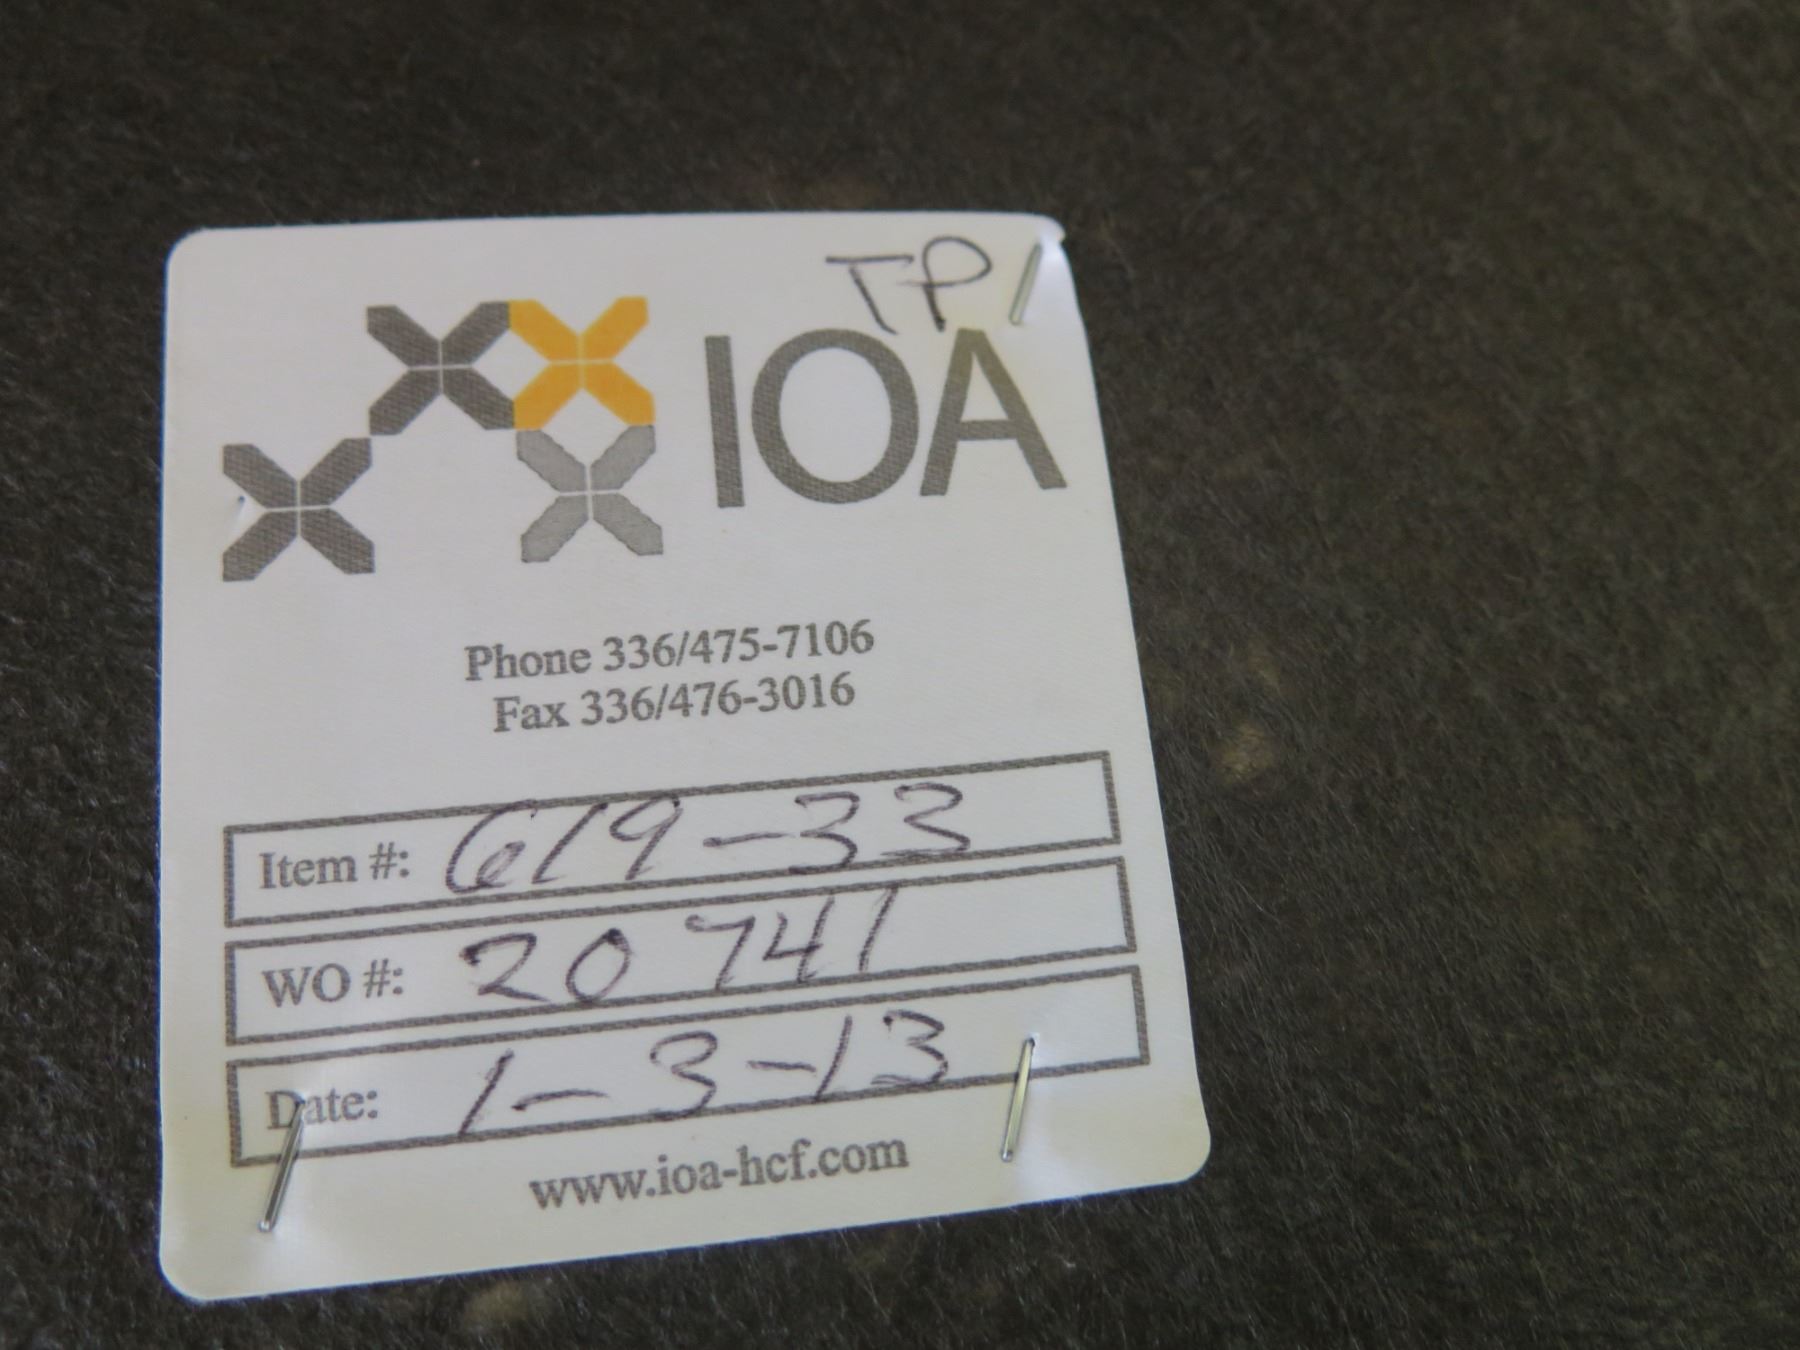 TP
IOA
Phone 336/475-7106
Fax 336/476-3016
Item #: 619-33
WO #: 20741
Date: 1-3-13
www.ioa-hcf.com